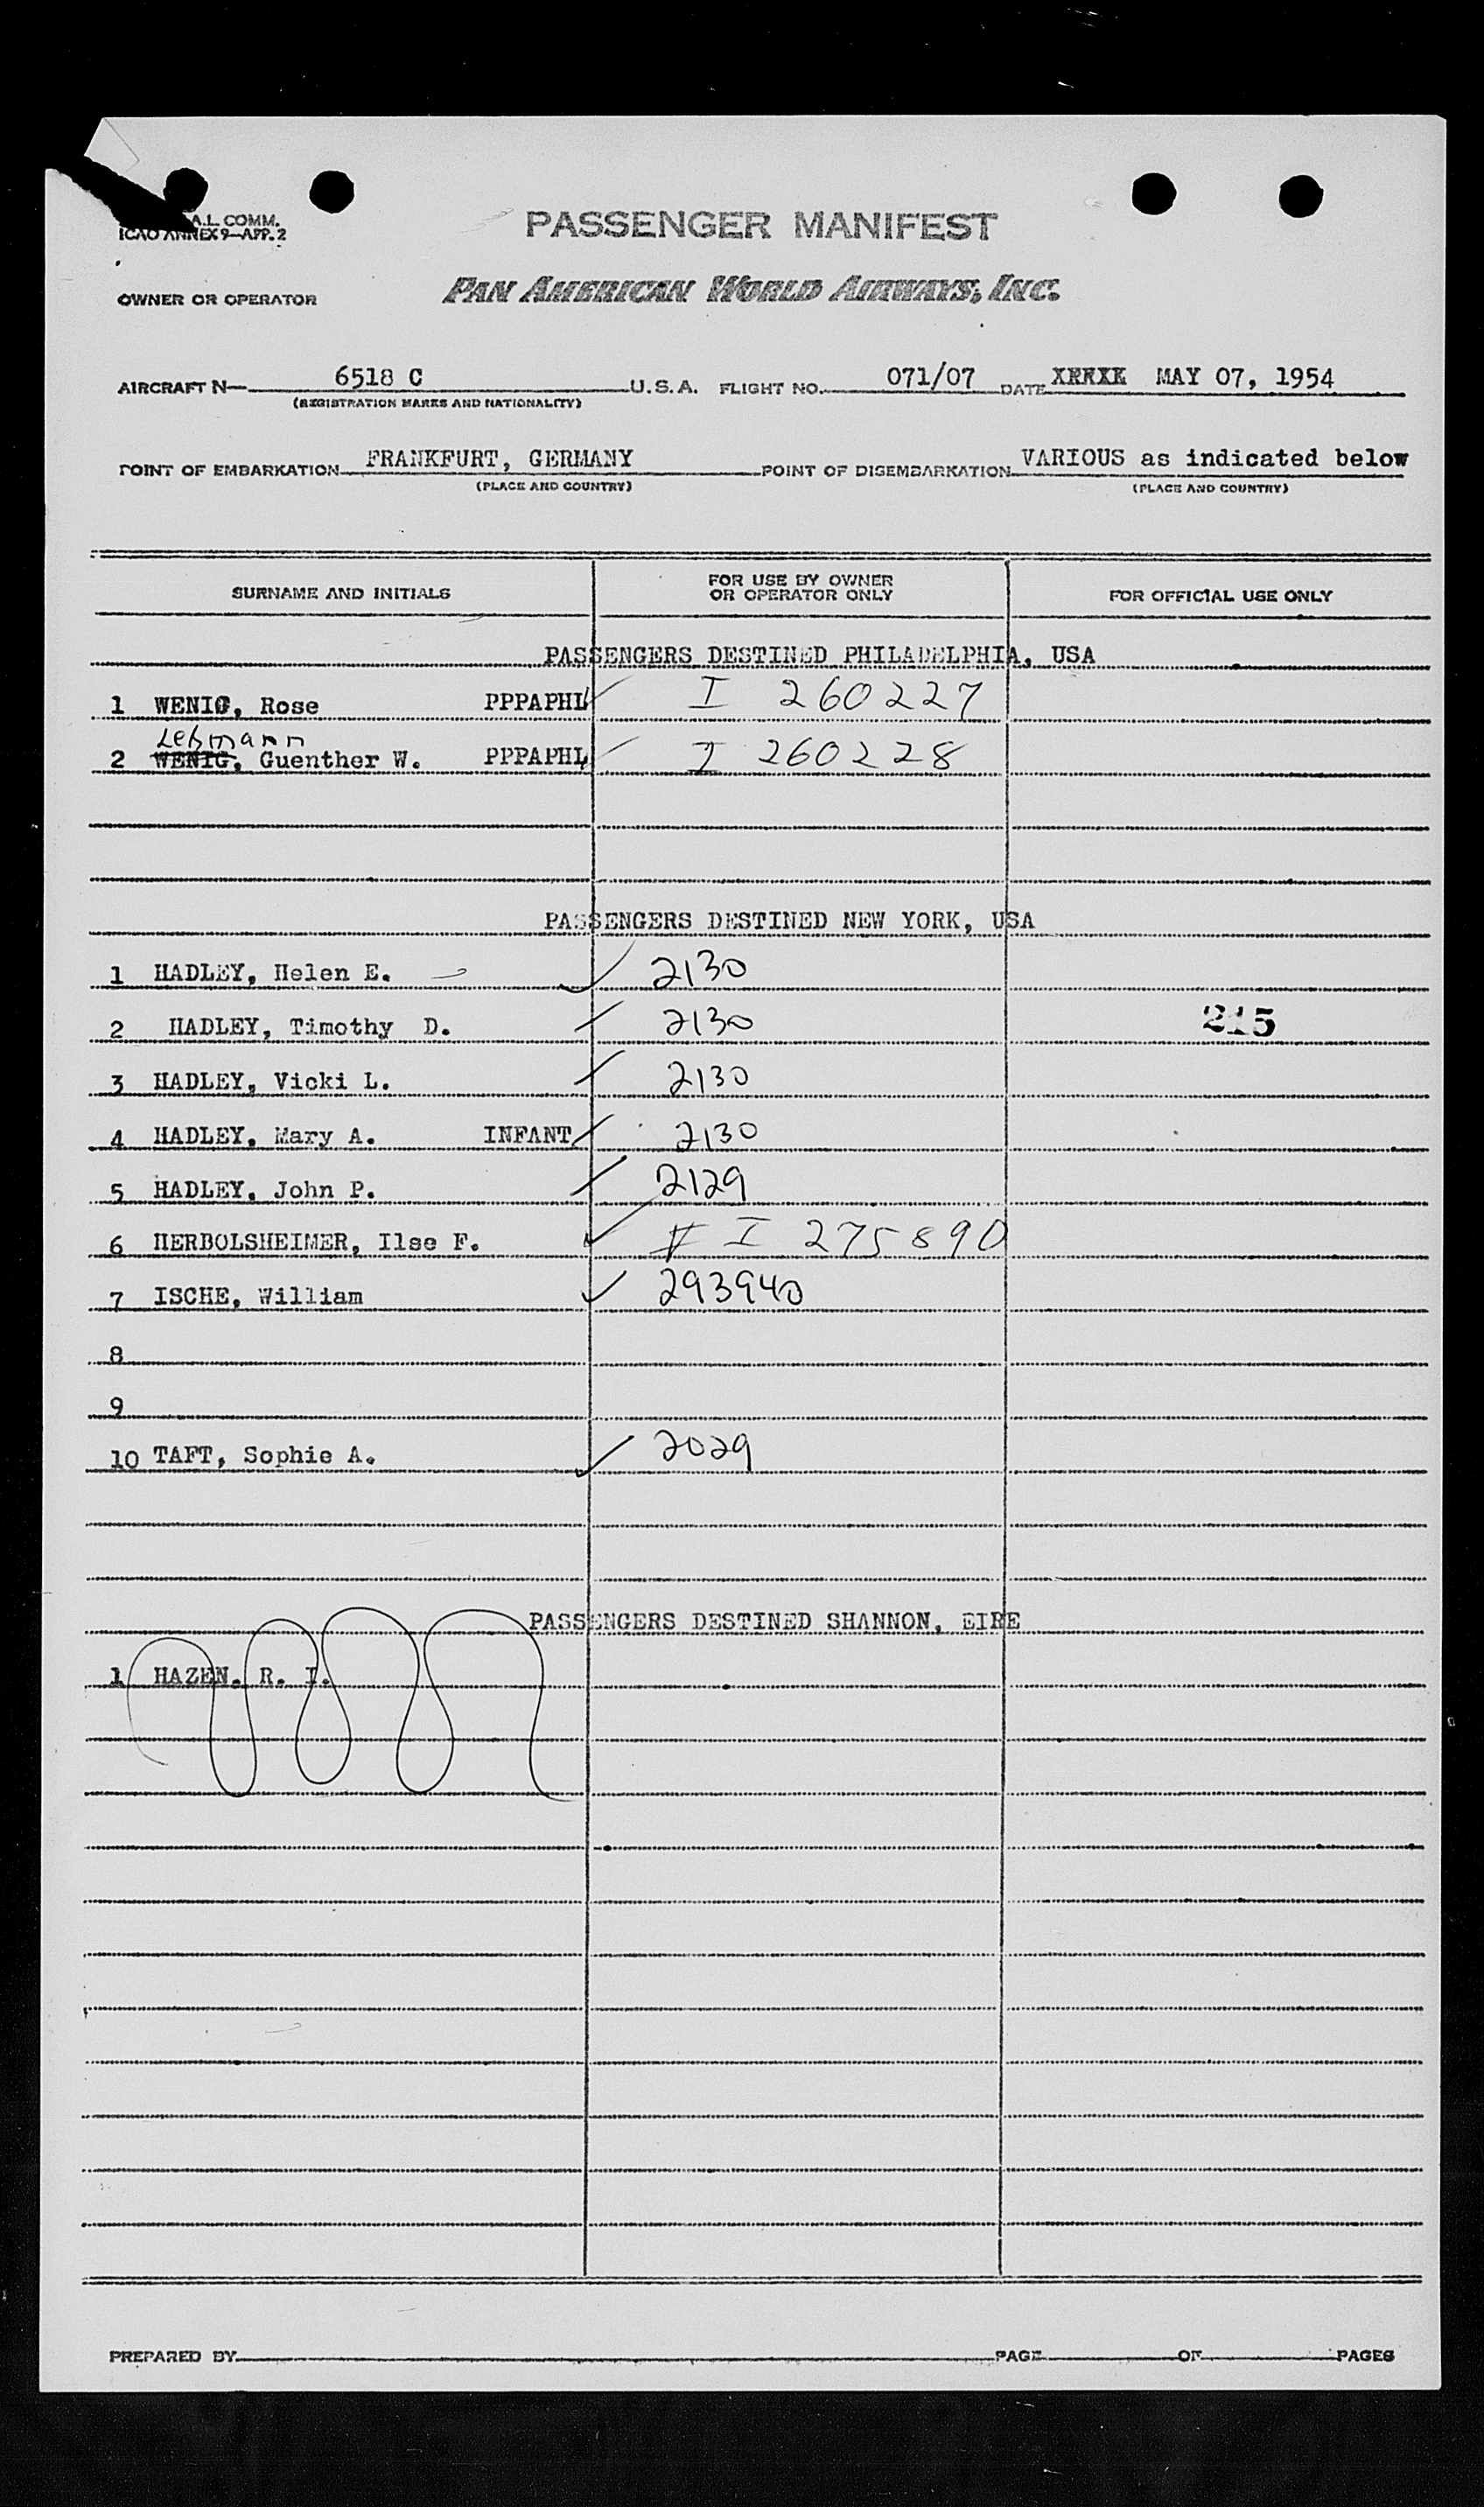 A.L. COMM.
ICAO ANNEX 9—APP. 2
PASSENGER MANIFEST
OWNER OR OPERATOR PAN AMERICAN WORLD AIRWAYS, INC.
AIRCRAFT N— 6518 C U.S.A. FLIGHT NO. 071/07 DATE MAY 07, 1954
(REGISTRATION MARKS AND NATIONALITY)
POINT OF EMBARKATION FRANKFURT, GERMANY POINT OF DISEMBARKATION VARIOUS as indicated below
(PLACE AND COUNTRY) (PLACE AND COUNTRY)
SURNAME AND INITIALS FOR USE BY OWNER OR OPERATOR ONLY FOR OFFICIAL USE ONLY
PASSENGERS DESTINED PHILADELPHIA, USA
1 WENIG, Rose PPPAPHL I 260227
Leßmann
2 WENIG, Guenther W. PPPAPHL I 260228
PASSENGERS DESTINED NEW YORK, USA
1 HADLEY, Helen E. 2130
2 HADLEY, Timothy D. 2130 215
3 HADLEY, Vicki L. 2130
4 HADLEY, Mary A. INFANT 2130
5 HADLEY, John P. 2129
6 HERBOLSHEIMER, Ilse F. I 275890
7 ISCHE, William 293940
8
9
10 TAFT, Sophie A. 2029
PASSENGERS DESTINED SHANNON, EIRE
1 HAZEN, R. I.
PREPARED BY PAGE OF PAGES